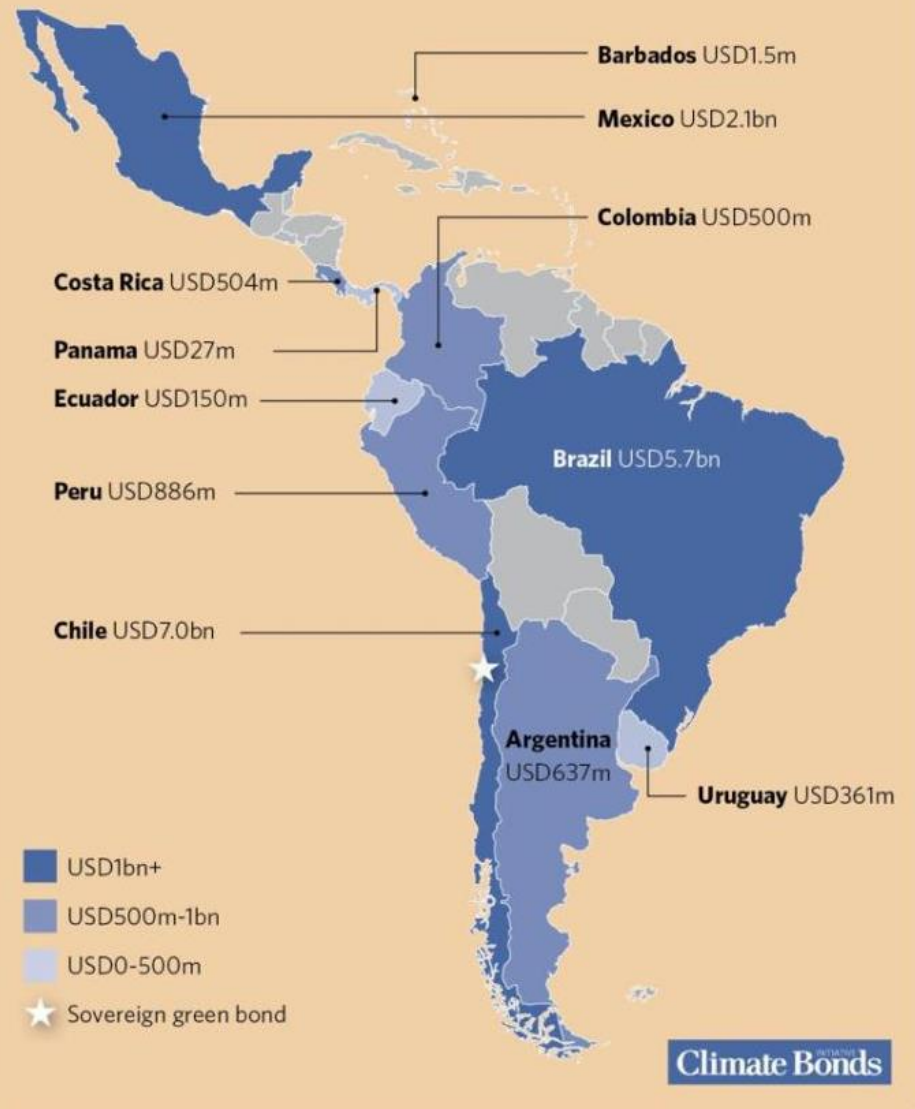 Barbados USD1.5m
Mexico USD2.1bn
Colombia USD500m
Costa Rica USD504m
Panama USD27m
Ecuador USD150m
Brazil USD5.7bn
Peru USD886m
Chile USD7.0bn
Argentina
USD637m
Uruguay USD361m
USD1bn+
USD500m-1bn
USD0-500m
Sovereign green bond
INITIATIVE
Climate Bonds